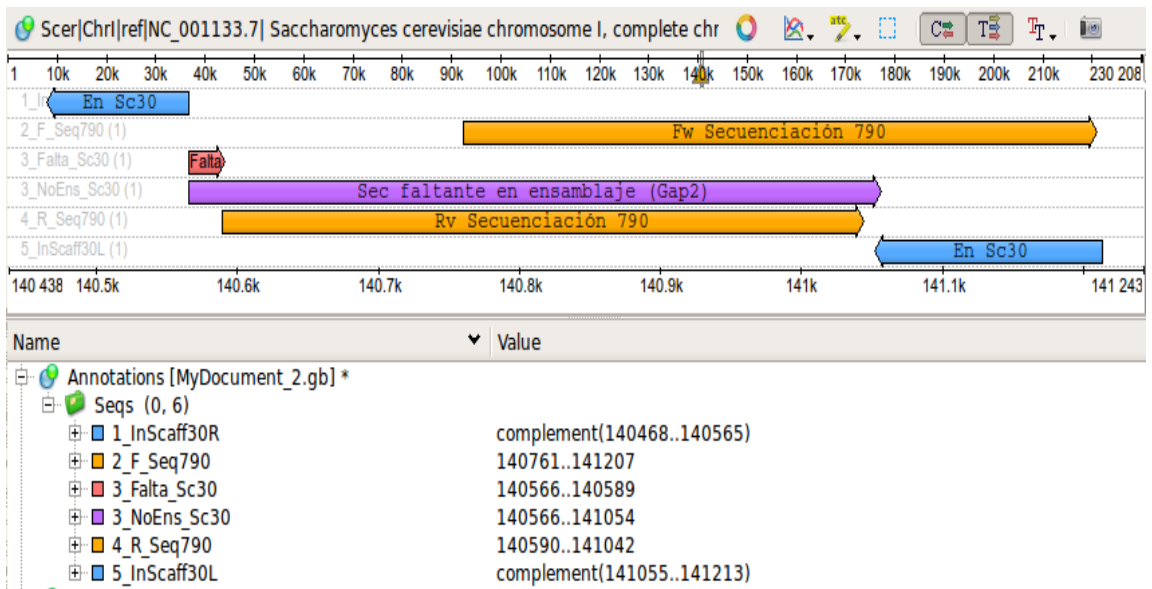 Scer|ChrI|ref|NC_001133.7| Saccharomyces cerevisiae chromosome I, complete chr
1 10k 20k 30k 40k 50k 60k 70k 80k 90k 100k 110k 120k 130k 140k 150k 160k 170k 180k 190k 200k 210k 230 208
En Sc30
2_F_Seq790 (1) Fw Secuenciación 790
3_Falta_Sc30 (1) Falta
3_NoEns_Sc30 (1) Sec faltante en ensamblaje (Gap2)
4_R_Seq790 (1) Rv Secuenciación 790
5_InScaff30L (1) En Sc30
140 438 140.5k 140.6k 140.7k 140.8k 140.9k 141k 141.1k 141 243
Name Value
Annotations [MyDocument_2.gb] *
Seqs (0, 6)
1_InScaff30R complement(140468..140565)
2_F_Seq790 140761..141207
3_Falta_Sc30 140566..140589
3_NoEns_Sc30 140566..141054
4_R_Seq790 140590..141042
5_InScaff30L complement(141055..141213)